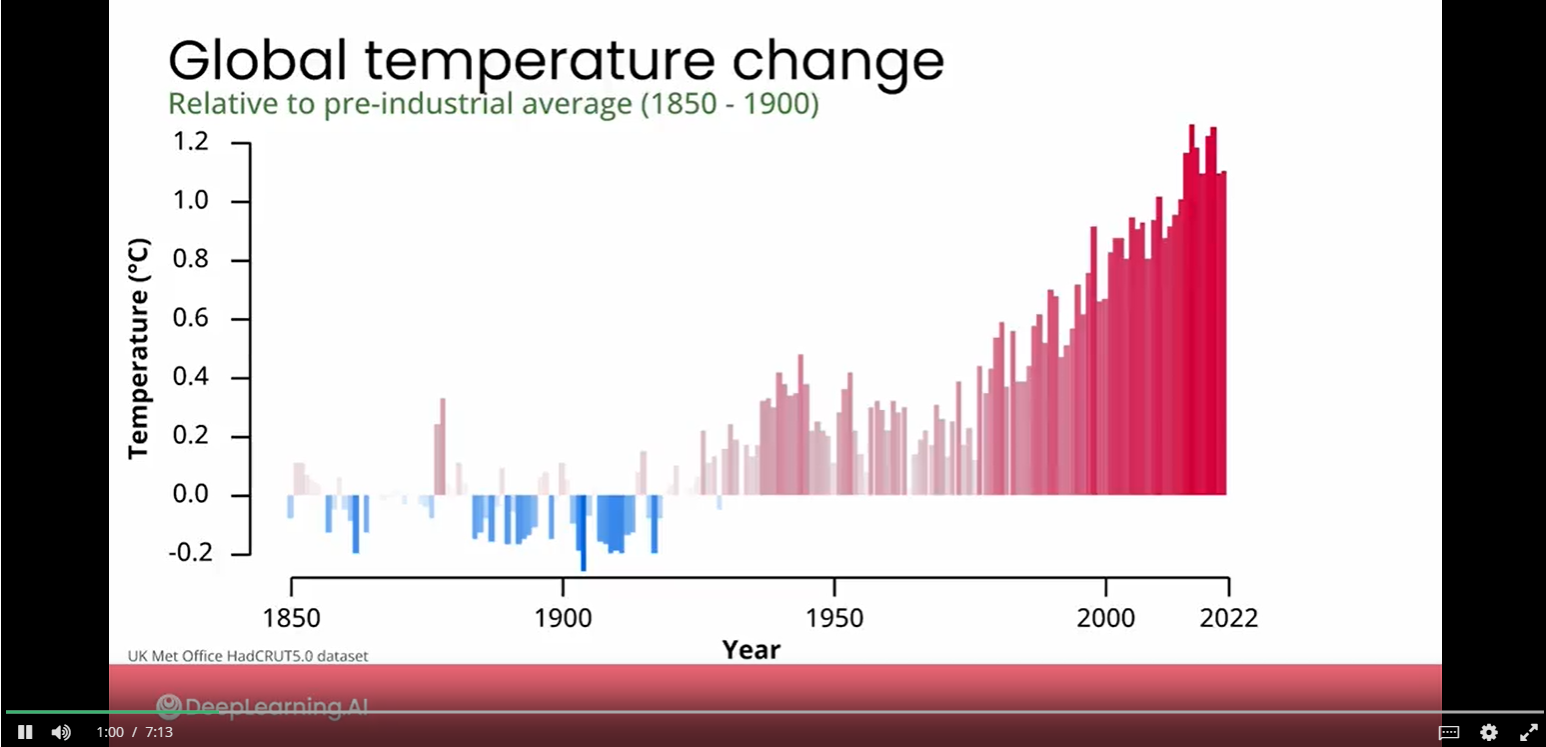 Global temperature change
Relative to pre-industrial average (1850 - 1900)
1.2
1.0
0.8
0.6
0.4
0.2
0.0
-0.2
Temperature (°C)
1850 1900 1950 2000 2022
Year
UK Met Office HadCRUT5.0 dataset
DeepLearning.AI
1:00 / 7:13